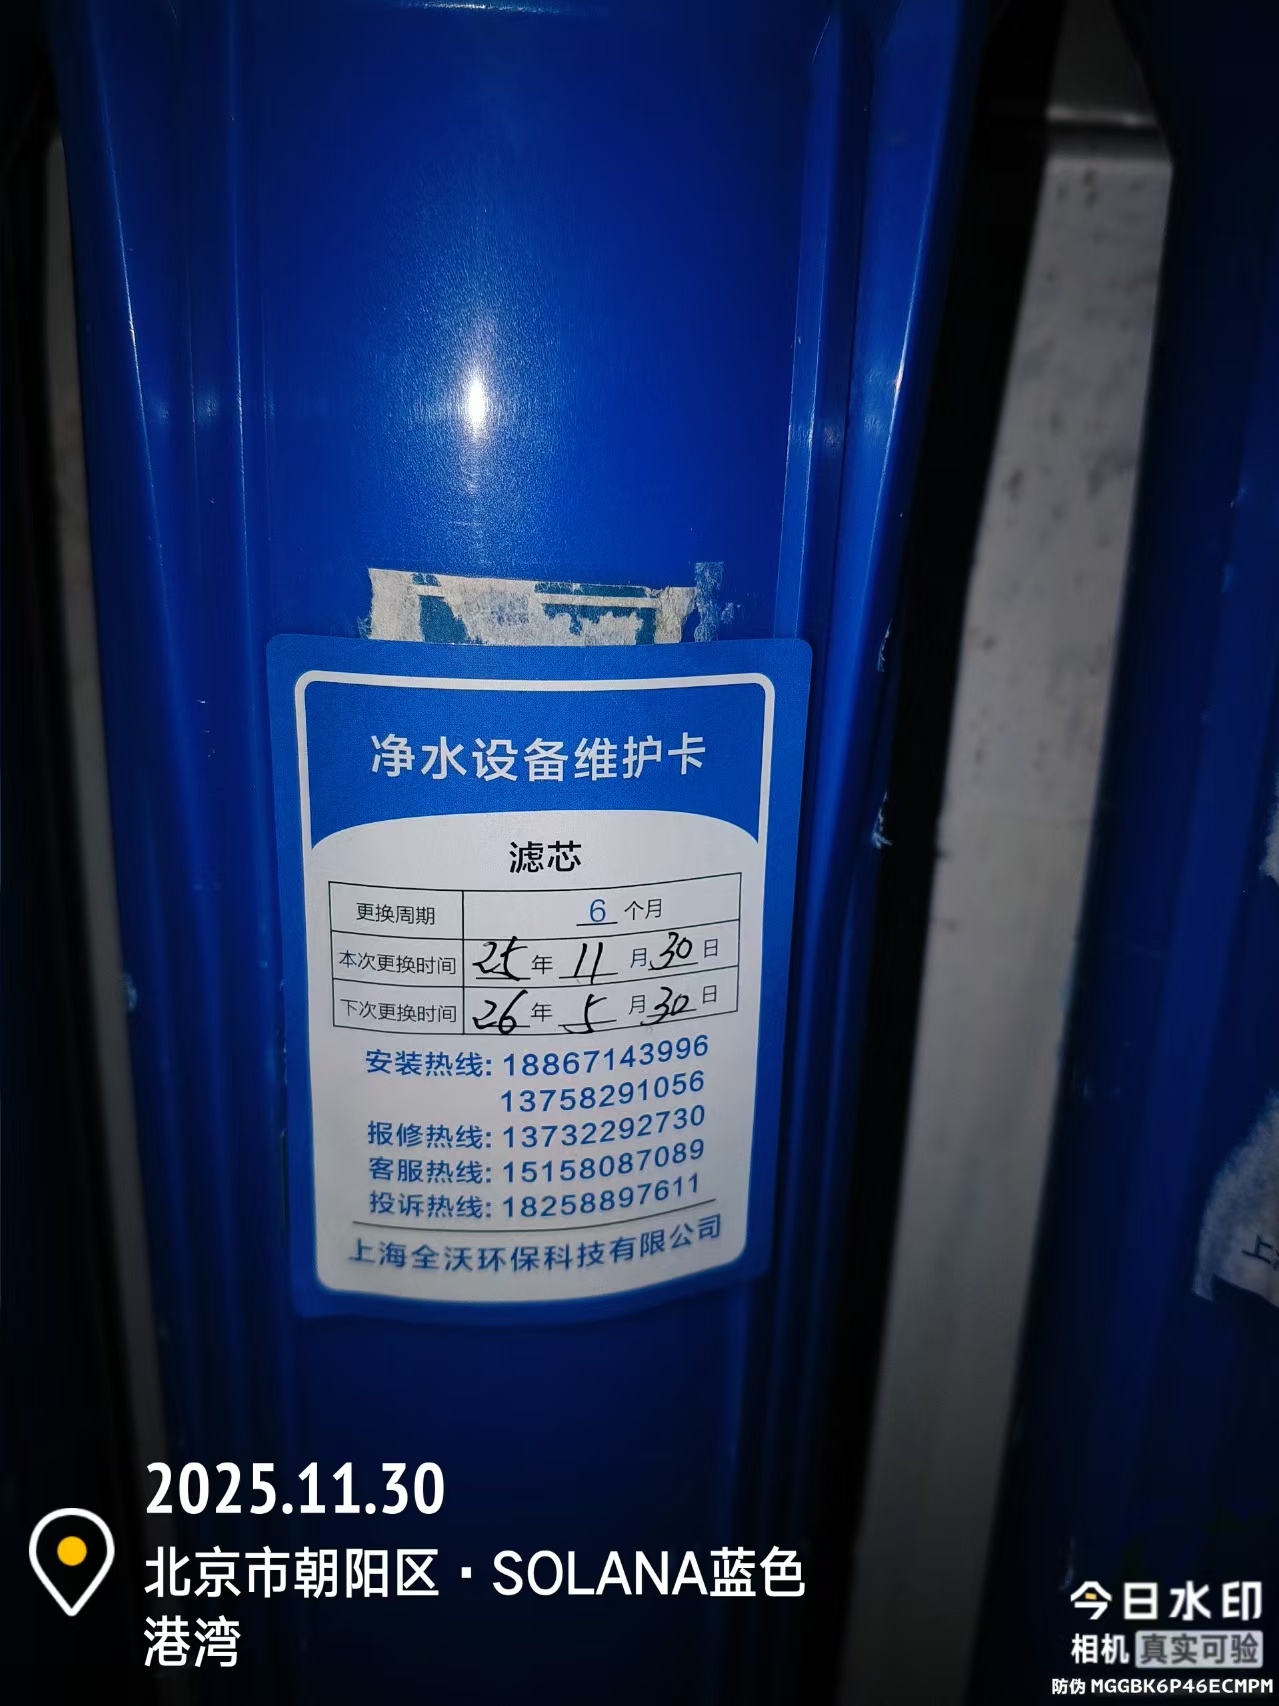 净水设备维护卡
滤芯
更换周期 6 个月
本次更换时间 25 年 11 月 30 日
下次更换时间 26 年 5 月 30 日
安装热线: 18867143996
13758291056
报修热线: 13732292730
客服热线: 15158087089
投诉热线: 18258897611
上海全沃环保科技有限公司
上
2025.11.30
北京市朝阳区·SOLANA蓝色
港湾
今日水印
相机 真实可验
防伪 MGGBK6P46ECMPM